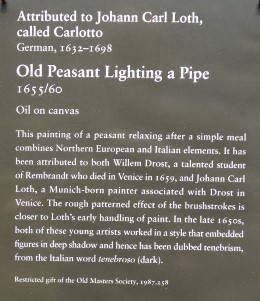 Attributed to Johann Carl Loth,
called Carlotto
German, 1632–1698
Old Peasant Lighting a Pipe
1655/60
Oil on canvas
This painting of a peasant relaxing after a simple meal
combines Northern European and Italian elements. It has
been attributed to both Willem Drost, a talented student
of Rembrandt who died in Venice in 1659, and Johann Carl
Loth, a Munich-born painter associated with Drost in
Venice. The rough patterned effect of the brushstrokes is
closer to Loth's early handling of paint. In the late 1650s,
both of these young artists worked in a style that embedded
figures in deep shadow and hence has been dubbed tenebrism,
from the Italian word tenebroso (dark).
Restricted gift of the Old Masters Society, 1987.258